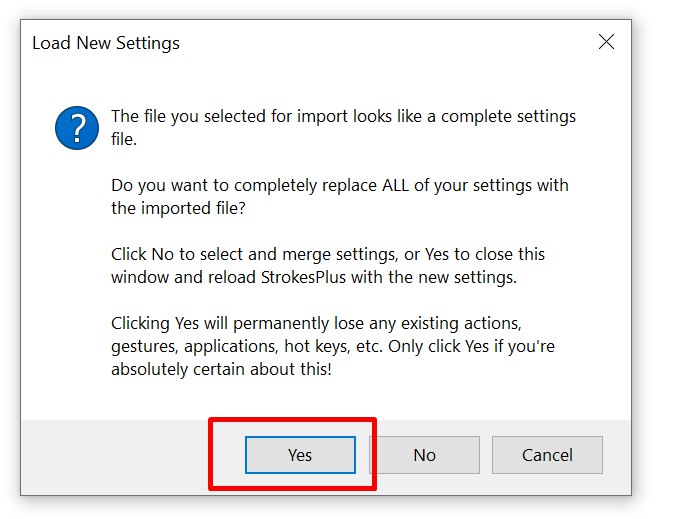 Load New Settings
The file you selected for import looks like a complete settings
file.
Do you want to completely replace ALL of your settings with
the imported file?
Click No to select and merge settings, or Yes to close this
window and reload StrokesPlus with the new settings.
Clicking Yes will permanently lose any existing actions,
gestures, applications, hot keys, etc. Only click Yes if you're
absolutely certain about this!
Yes No Cancel